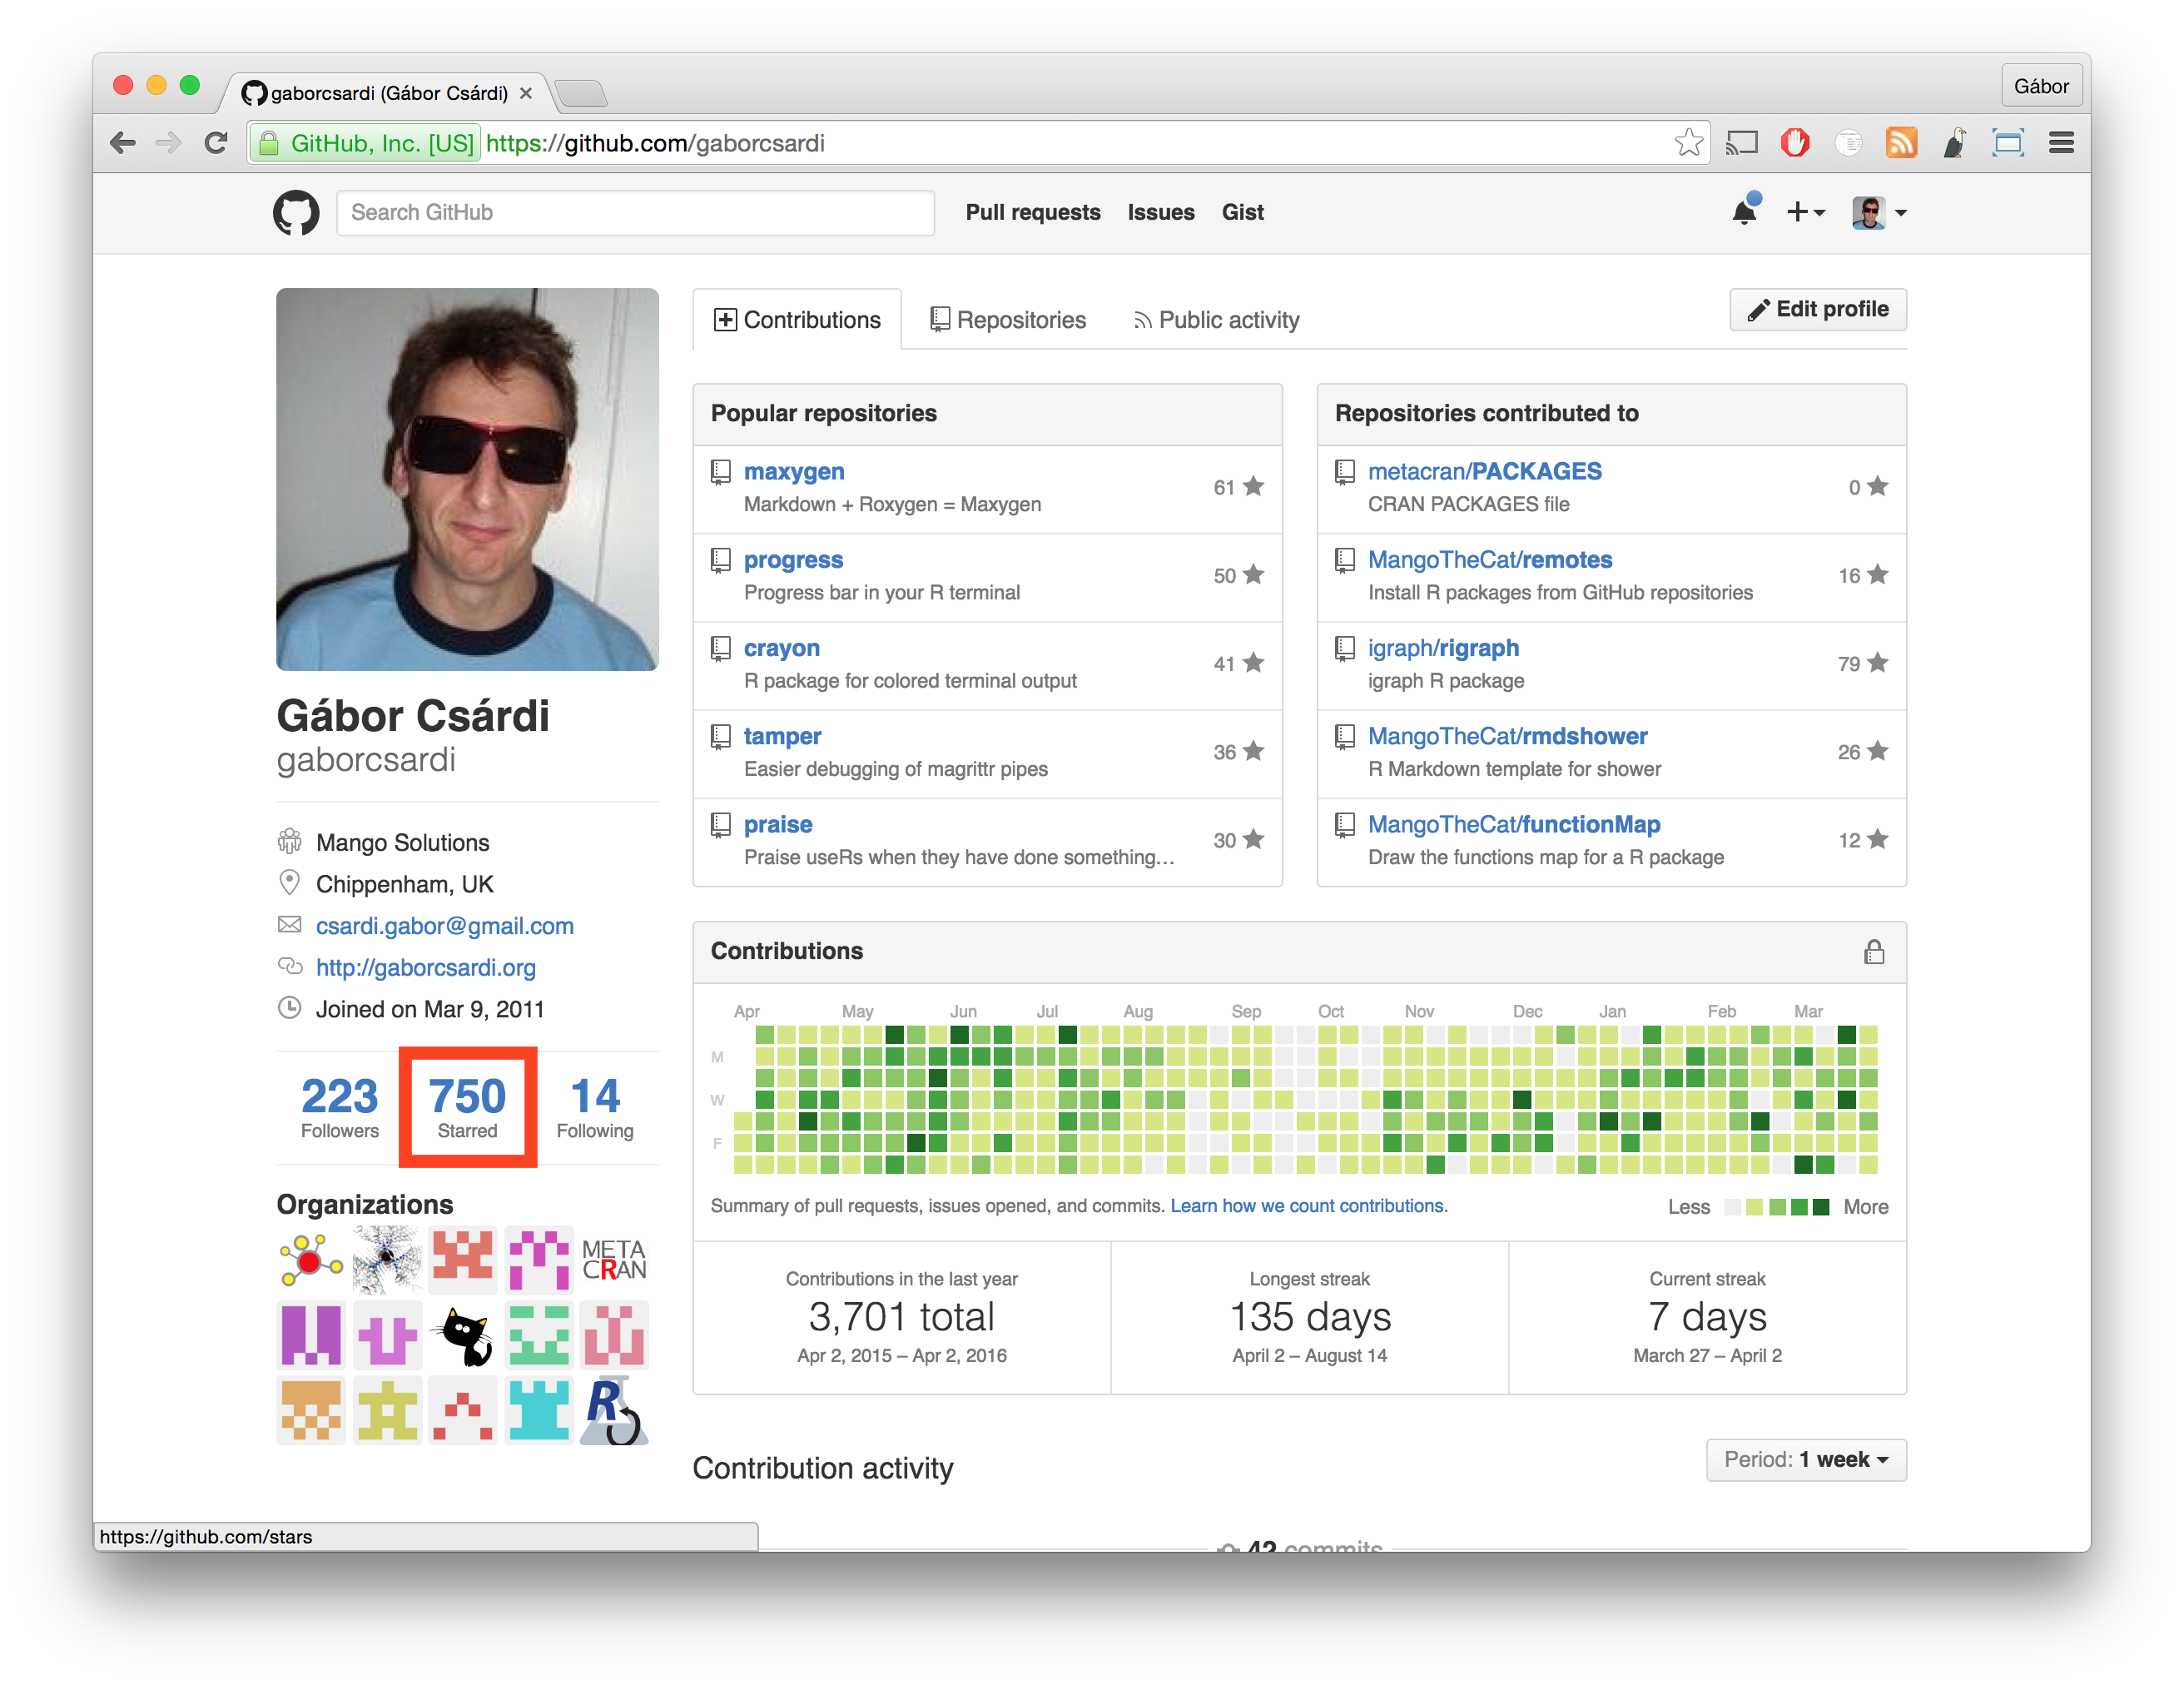 gaborcsardi (Gábor Csárdi)
Gábor
GitHub, Inc. [US] https://github.com/gaborcsardi
Search GitHub
Pull requests Issues Gist
Contributions Repositories Public activity
Edit profile
Gábor Csárdi
gaborcsardi
Mango Solutions
Chippenham, UK
csardi.gabor@gmail.com
http://gaborcsardi.org
Joined on Mar 9, 2011
223 750 14
Followers Starred Following
Organizations
META
CRAN
R
Popular repositories
maxygen
Markdown + Roxygen = Maxygen
61
progress
Progress bar in your R terminal
50
crayon
R package for colored terminal output
41
tamper
Easier debugging of magrittr pipes
36
praise
Praise useRs when they have done something…
30
Repositories contributed to
metacran/PACKAGES
CRAN PACKAGES file
0
MangoTheCat/remotes
Install R packages from GitHub repositories
16
igraph/rigraph
igraph R package
79
MangoTheCat/rmdshower
R Markdown template for shower
26
MangoTheCat/functionMap
Draw the functions map for a R package
12
Contributions
Apr May Jun Jul Aug Sep Oct Nov Dec Jan Feb Mar
M
W
F
Summary of pull requests, issues opened, and commits. Learn how we count contributions.
Less More
Contributions in the last year
3,701 total
Apr 2, 2015 – Apr 2, 2016
Longest streak
135 days
April 2 – August 14
Current streak
7 days
March 27 – April 2
Contribution activity
Period: 1 week
42 commits
https://github.com/stars